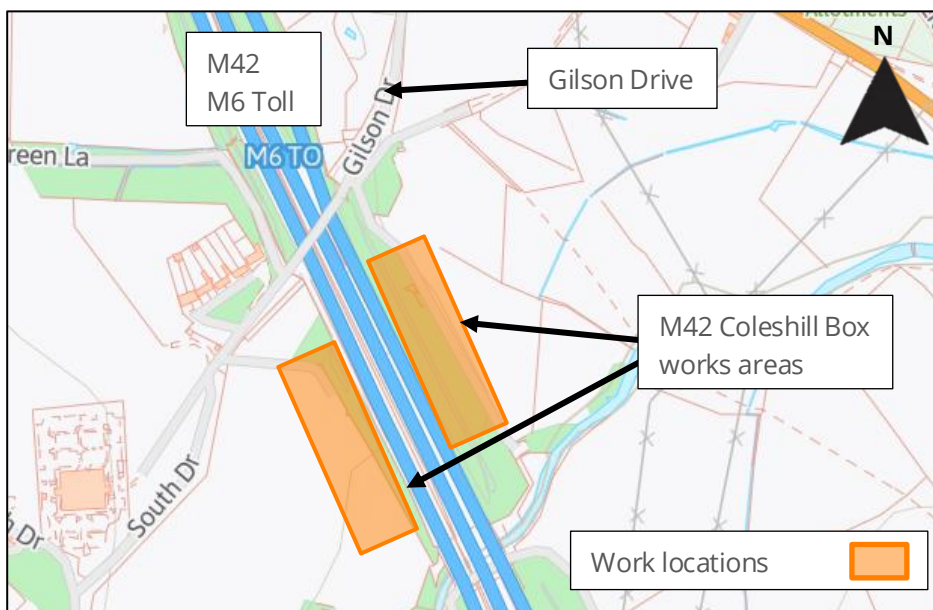 Allotments
N
M42
M6 Toll
Gilson Drive
Gilson Dr
reen La
M6 TO
M42 Coleshill Box
works areas
South Dr
Dr
Work locations